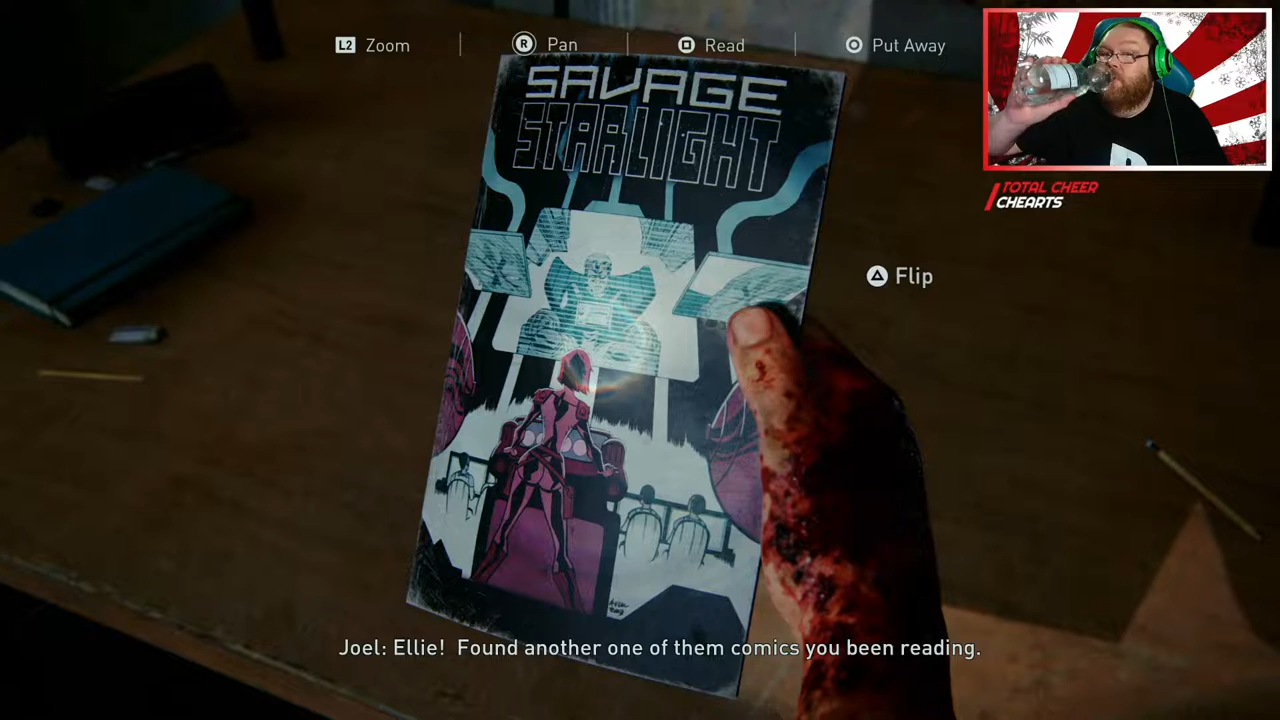 L2 Zoom
R Pan
Read
Put Away
SAVAGE
STARLIGHT
Flip
TOTAL CHEER
CHEARTS
Joel: Ellie! Found another one of them comics you been reading.